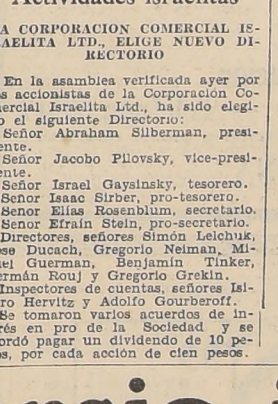 Actividades Israelitas
A CORPORACION COMERCIAL IS-
AELITA LTD., ELIGE NUEVO DI-
RECTORIO
En la asamblea verificada ayer por
os accionistas de la Corporación Co-
ercial Israelita Ltd., ha sido elegi-
o el siguiente Directorio:
Señor Abraham Silberman, presi-
ente.
Señor Jacobo Pilovsky, vice-presi-
ente.
Señor Israel Gaysinsky, tesorero.
Señor Isaac Sirber, pro-tesorero.
Señor Elías Rosenblum, secretario.
Señor Efraín Stein, pro-secretario.
Directores, señores Simón Lelchuk,
ose Ducach, Gregorio Neiman, Mi-
uel Guerman, Benjamín Tinker,
ermán Rouj y Gregorio Grekin.
Inspectores de cuentas, señores Isi-
ro Hervitz y Adolfo Gourberoff.
Se tomaron varios acuerdos de in-
rés en pro de la Sociedad y se
ordó pagar un dividendo de 10 pe-
os, por cada acción de cien pesos.